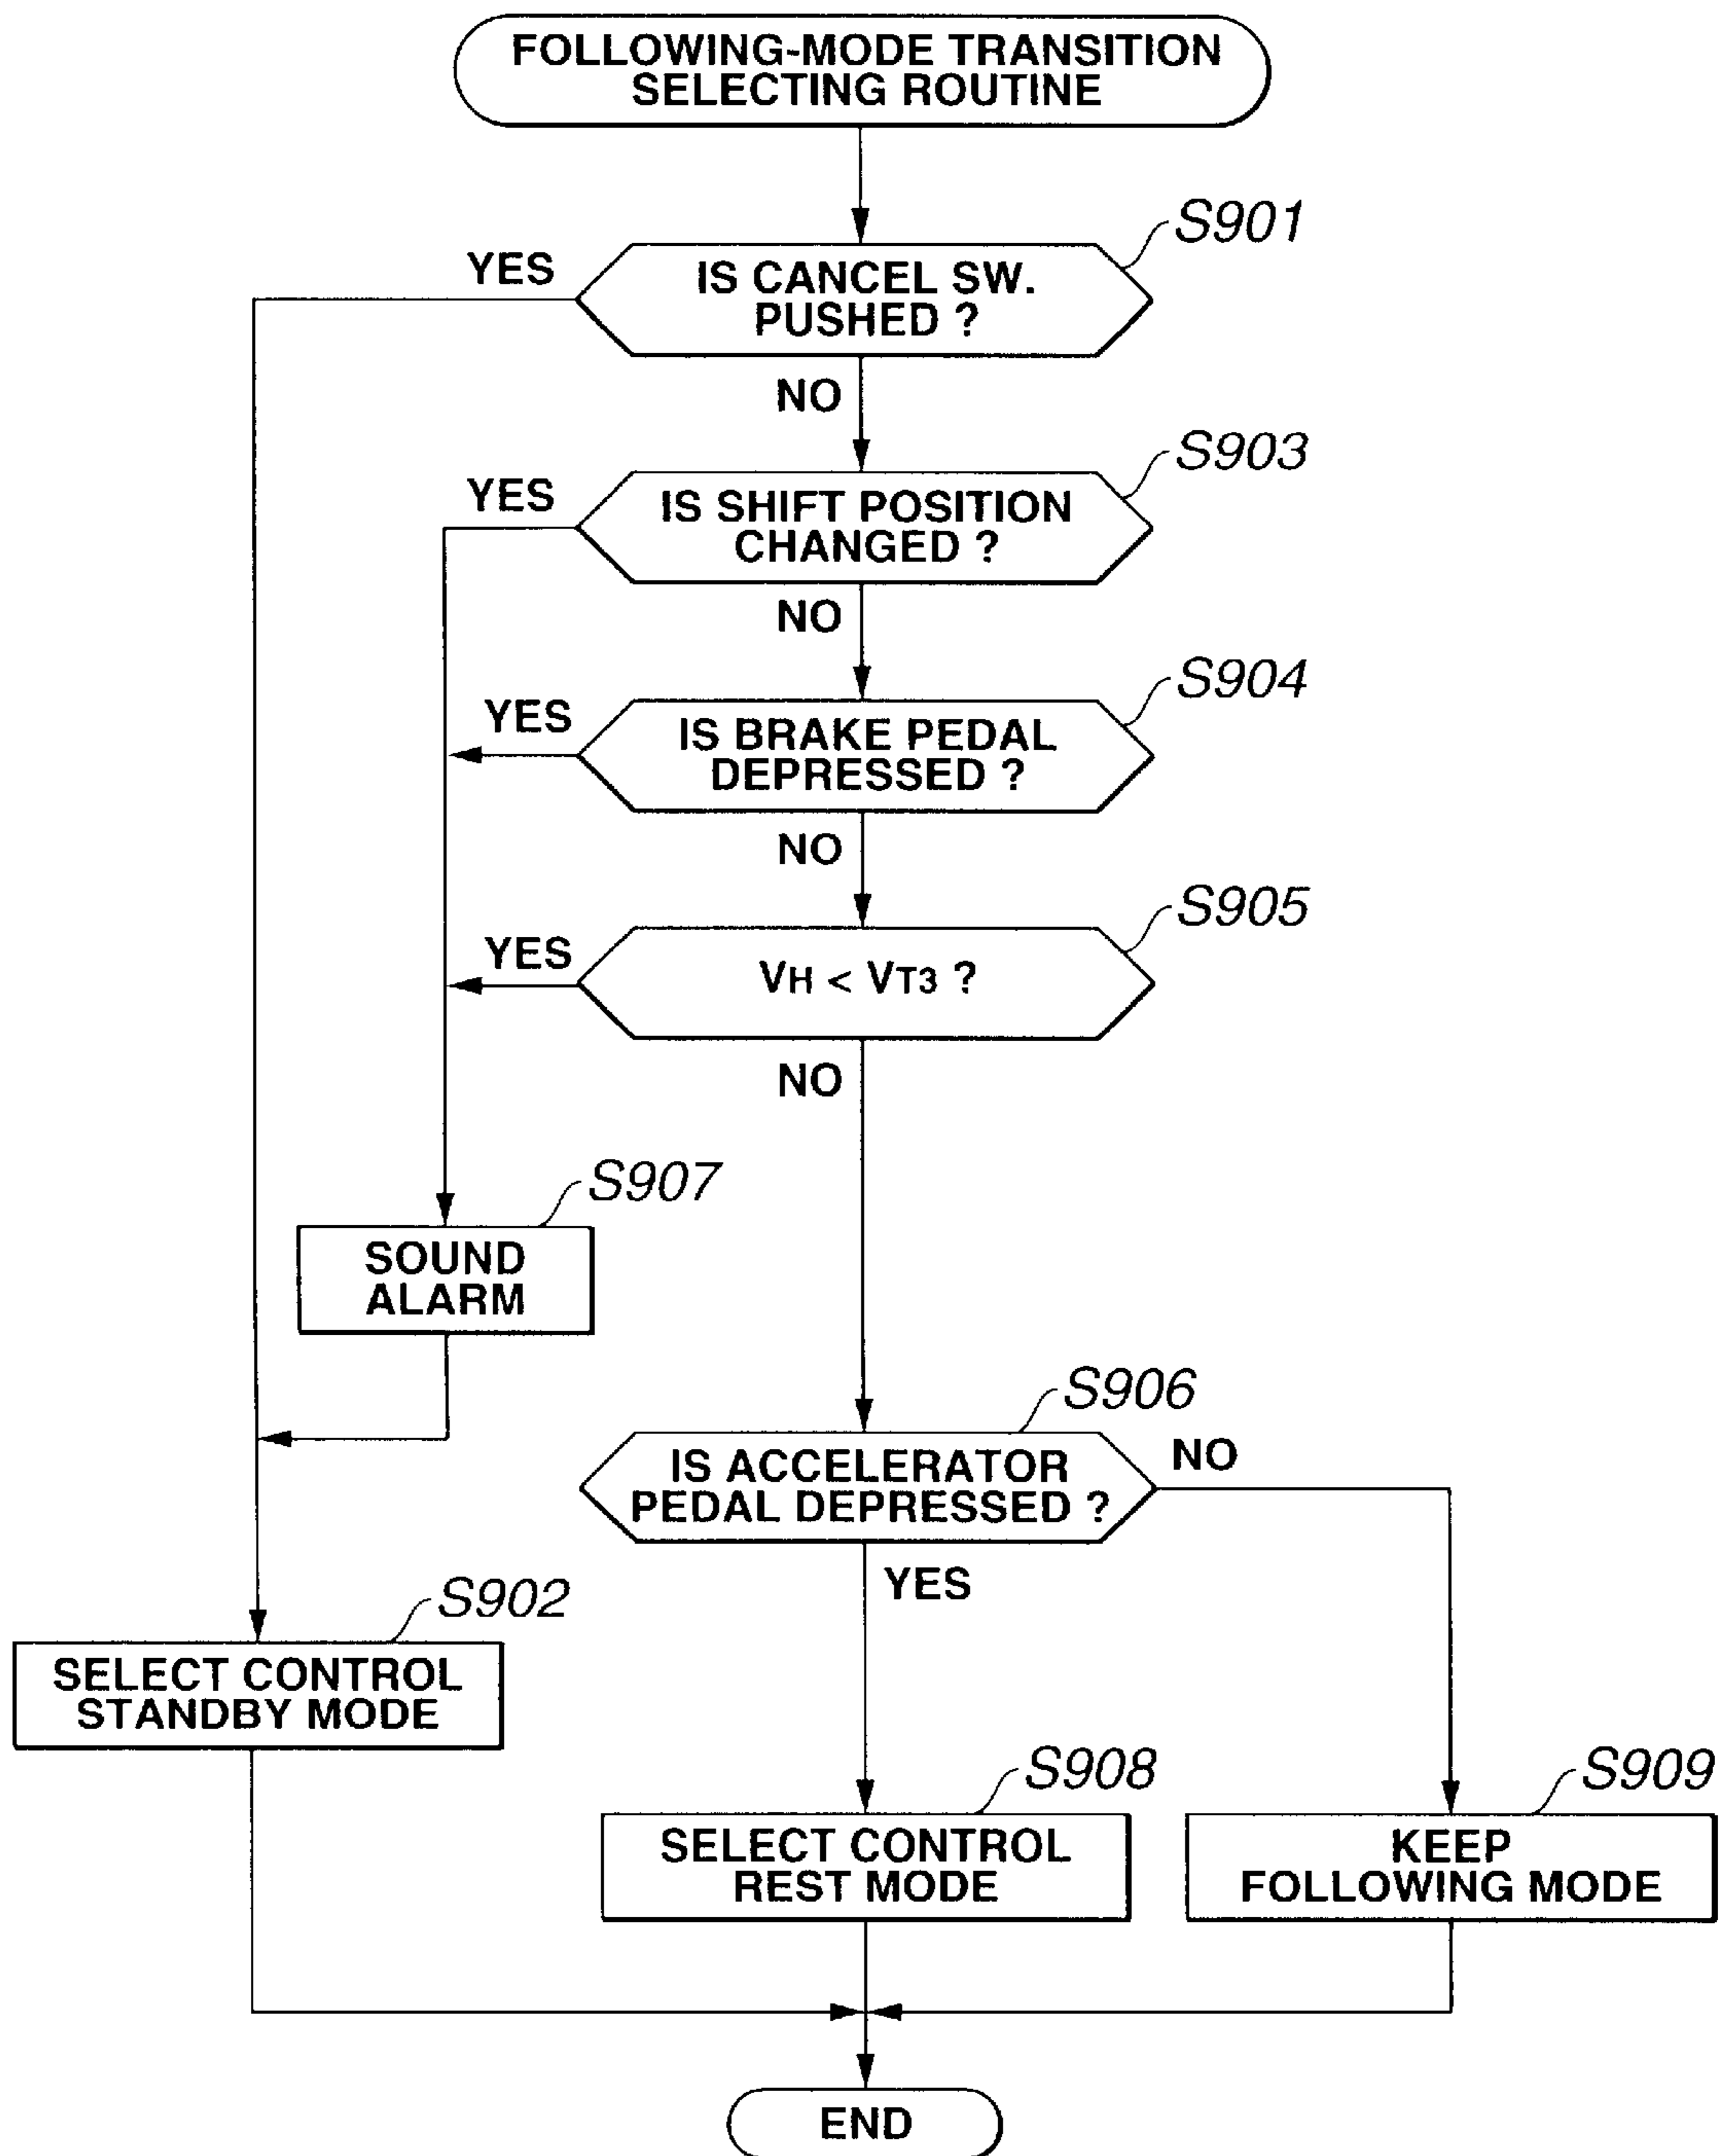 FOLLOWING-MODE TRANSITION
SELECTING ROUTINE
S901
YES
IS CANCEL SW.
PUSHED ?
NO
S903
YES
IS SHIFT POSITION
CHANGED ?
NO
S904
YES
IS BRAKE PEDAL
DEPRESSED ?
NO
S905
YES
VH < VT3 ?
NO
S907
SOUND
ALARM
S906
IS ACCELERATOR
PEDAL DEPRESSED ?
NO
YES
S902
SELECT CONTROL
STANDBY MODE
S908
SELECT CONTROL
REST MODE
S909
KEEP
FOLLOWING MODE
END